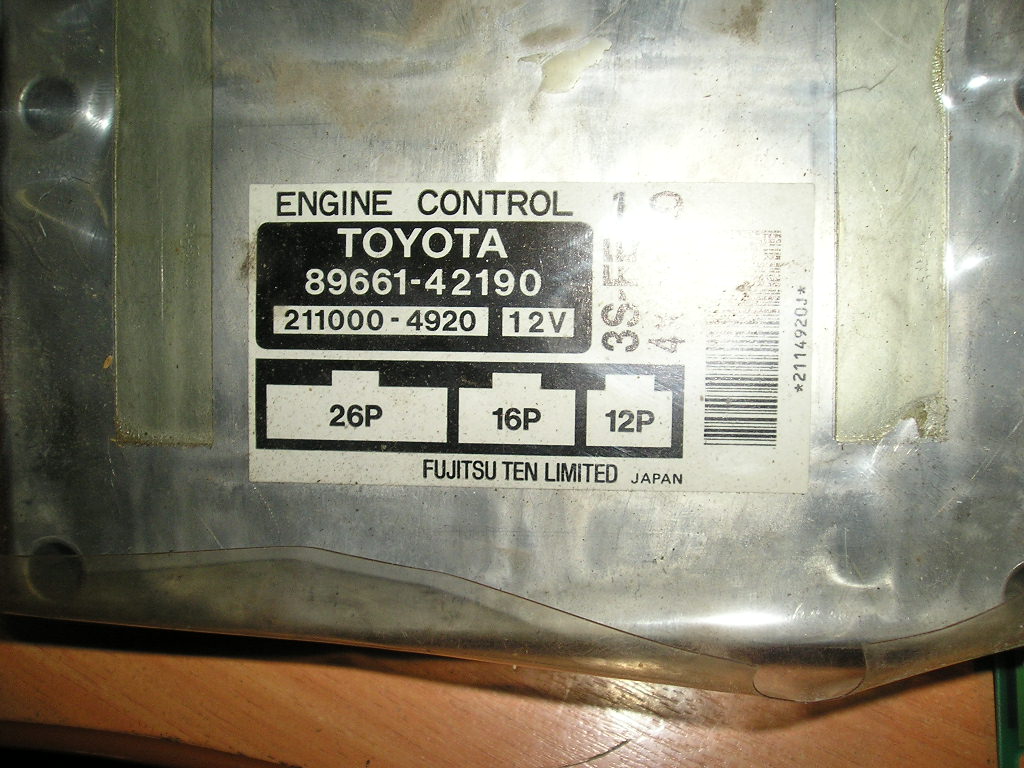 ENGINE CONTROL
TOYOTA
89661-42190
211000-4920 12V
26P 16P 12P
FUJITSU TEN LIMITED JAPAN
3S-FE
*2114920J*